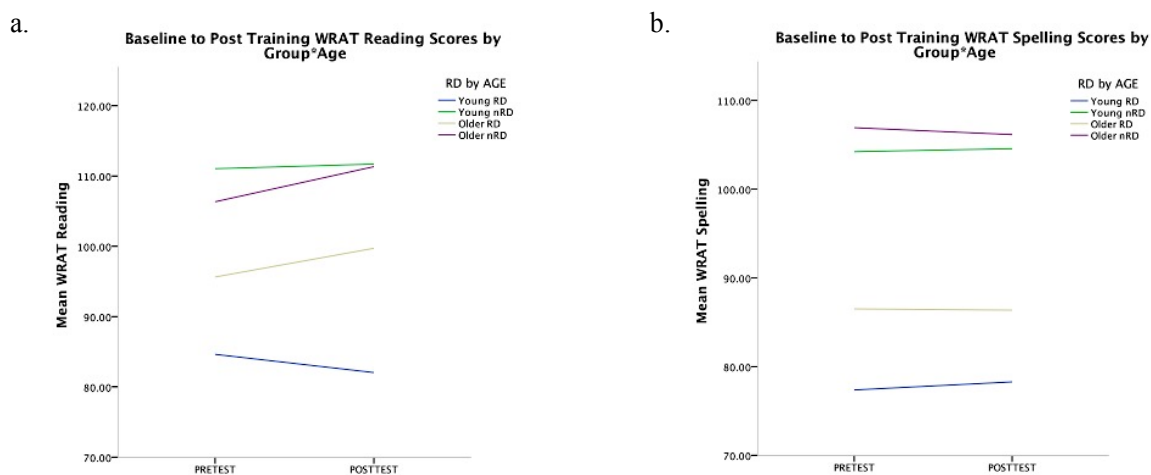 a.
Baseline to Post Training WRAT Reading Scores by
Group*Age
RD by AGE
Young RD
Young nRD
Older RD
Older nRD
120.00
110.00
100.00
90.00
80.00
70.00
Mean WRAT Reading
PRETEST
POSTTEST
b.
Baseline to Post Training WRAT Spelling Scores by
Group*Age
RD by AGE
Young RD
Young nRD
Older RD
Older nRD
110.00
100.00
90.00
80.00
70.00
Mean WRAT Spelling
PRETEST
POSTTEST